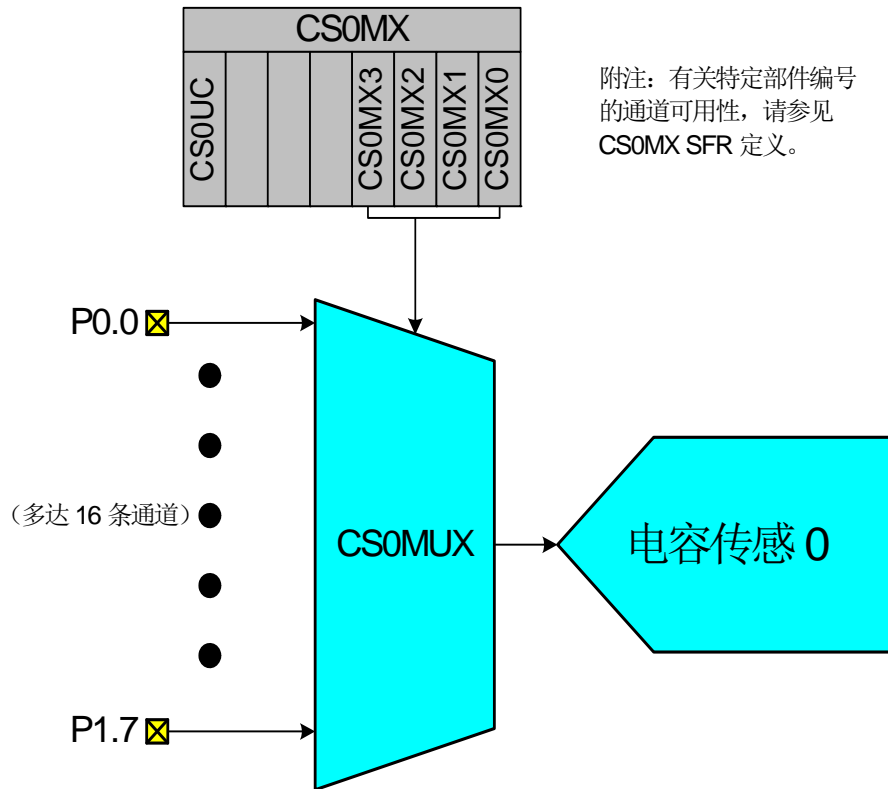 CS0MX
CS0UC
CS0MX3
CS0MX2
CS0MX1
CS0MX0
附注：有关特定部件编号
的通道可用性，请参见
CS0MX SFR 定义。
P0.0
（多达 16 条通道）
CS0MUX
电容传感 0
P1.7